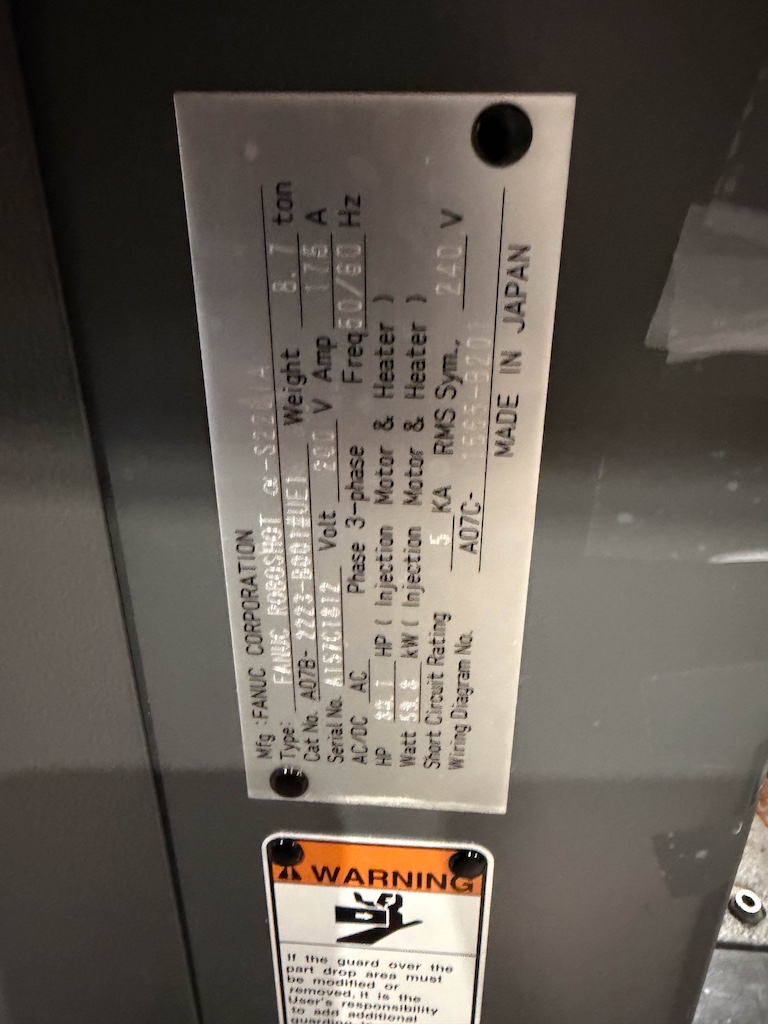 Mfg :FANUC CORPORATION
Type: FANUC ROBOSHOT
Cat No. A07B- Weight 8.7 ton
Serial No. Volt 200 V Amp A
AC/DC AC Phase 3-phase Freq 50/60 Hz
HP HP ( Injection Motor & Heater )
Watt kW ( Injection Motor & Heater )
Short Circuit Rating 5 KA RMS Sym., 240 V
Wiring Diagram No. A07C-
MADE IN JAPAN
WARNING
If the guard over the
part drop area must
be modified or
removed, it is the
User's responsibility
to add additional